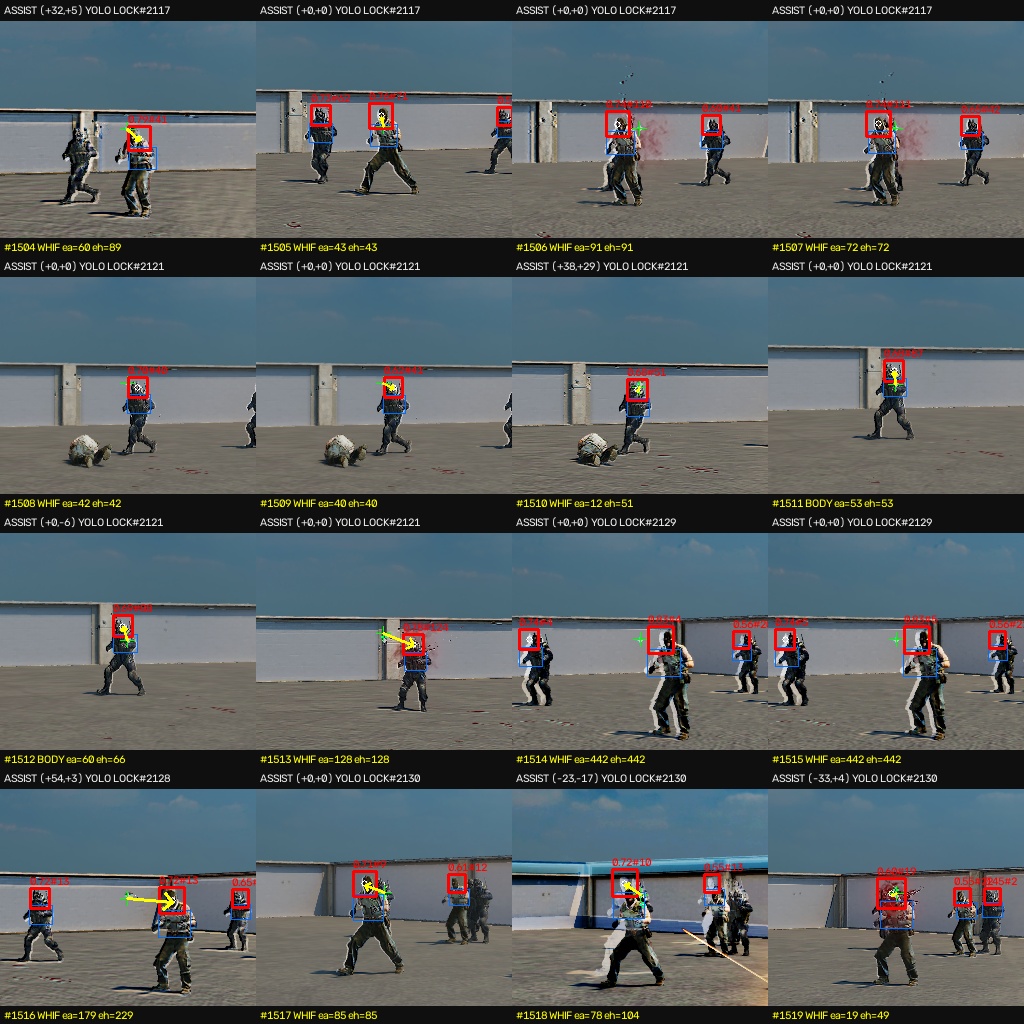 ASSIST (+32,+5) YOLO LOCK#2117
ASSIST (+0,+0) YOLO LOCK#2117
ASSIST (+0,+0) YOLO LOCK#2117
ASSIST (+0,+0) YOLO LOCK#2117
#1504 WHIF ea=60 eh=89
#1505 WHIF ea=43 eh=43
#1506 WHIF ea=91 eh=91
#1507 WHIF ea=72 eh=72
ASSIST (+0,+0) YOLO LOCK#2121
ASSIST (+0,+0) YOLO LOCK#2121
ASSIST (+38,+29) YOLO LOCK#2121
ASSIST (+0,+0) YOLO LOCK#2121
#1508 WHIF ea=42 eh=42
#1509 WHIF ea=40 eh=40
#1510 WHIF ea=12 eh=51
#1511 BODY ea=53 eh=53
ASSIST (+0,-6) YOLO LOCK#2121
ASSIST (+0,+0) YOLO LOCK#2121
ASSIST (+0,+0) YOLO LOCK#2129
ASSIST (+0,+0) YOLO LOCK#2129
#1512 BODY ea=60 eh=66
#1513 WHIF ea=128 eh=128
#1514 WHIF ea=442 eh=442
#1515 WHIF ea=442 eh=442
ASSIST (+54,+3) YOLO LOCK#2128
ASSIST (+0,+0) YOLO LOCK#2130
ASSIST (-23,-17) YOLO LOCK#2130
ASSIST (-33,+4) YOLO LOCK#2130
0.72#10
#1516 WHIF ea=179 eh=229
#1517 WHIF ea=85 eh=85
#1518 WHIF ea=78 eh=104
#1519 WHIF ea=19 eh=49